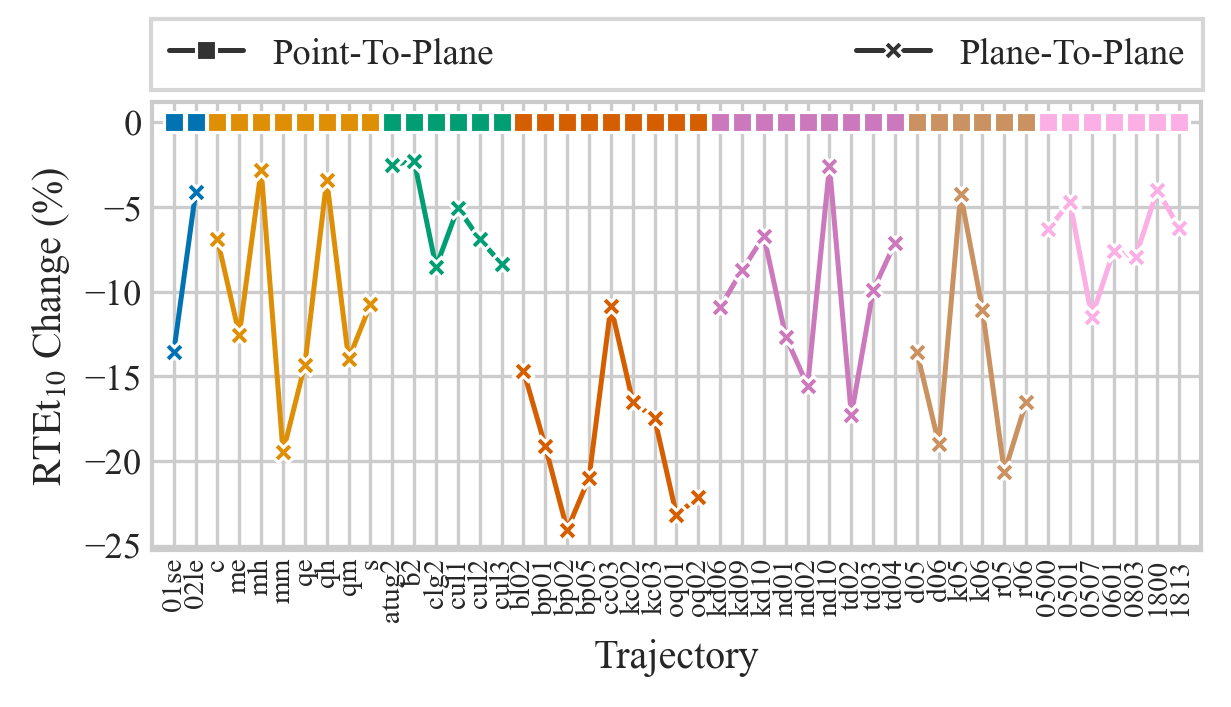 Point-To-Plane
Plane-To-Plane
RTEt10 Change (%)
0
−5
−10
−15
−20
−25
01se
02le
c
me
mh
mm
qe
qh
qm
s
atug2
b2
clg2
cul1
cul2
cul3
bl02
bp01
bp02
bp05
cc03
kc02
kc03
oq01
oq02
kd06
kd09
kd10
nd01
nd02
nd10
td02
td03
td04
d05
d06
k05
k06
r05
r06
0500
0501
0507
0601
0803
1800
1813
Trajectory